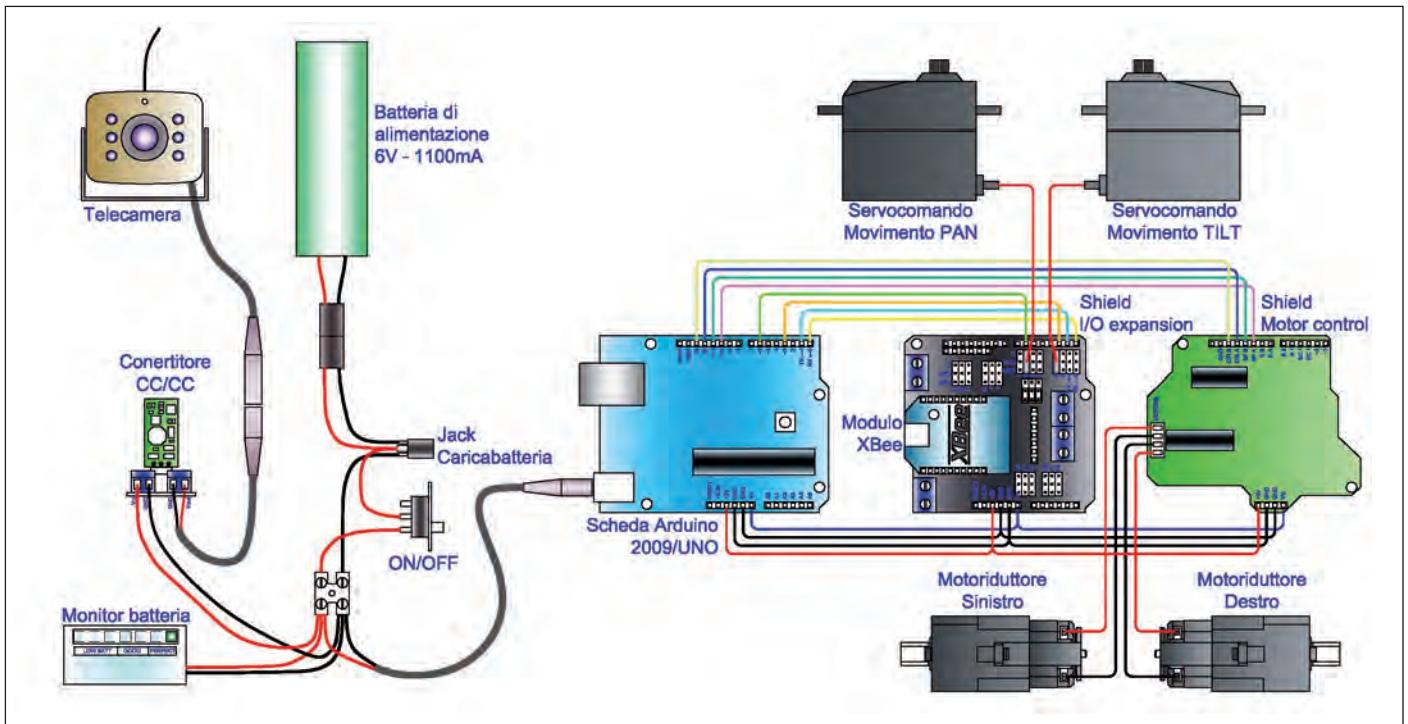 Telecamera
Batteria di
alimentazione
6V - 1100mA
Servocomando
Movimento PAN
Servocomando
Movimento TILT
Conertitore
CC/CC
Jack
Caricabatteria
ON/OFF
Monitor batteria
LOW BATT GOOD PERFECT
Scheda Arduino
2009/UNO
Shield
I/O expansion
Modulo
XBee
XBee
Shield
Motor control
Motoriduttore
Sinistro
Motoriduttore
Destro